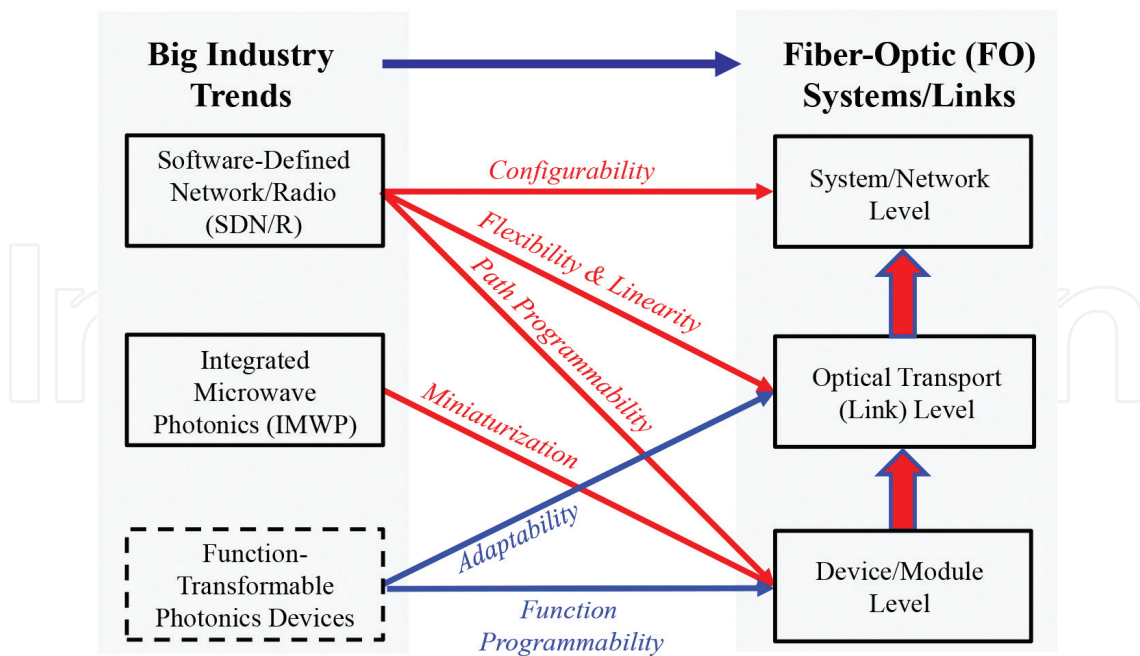 Big Industry
Trends
Fiber-Optic (FO)
Systems/Links
Software-Defined
Network/Radio
(SDN/R)
Configurability
System/Network
Level
Flexibility & Linearity
Path Programmability
Integrated
Microwave
Photonics (IMWP)
Miniaturization
Optical Transport
(Link) Level
Adaptability
Function-
Transformable
Photonics Devices
Function
Programmability
Device/Module
Level